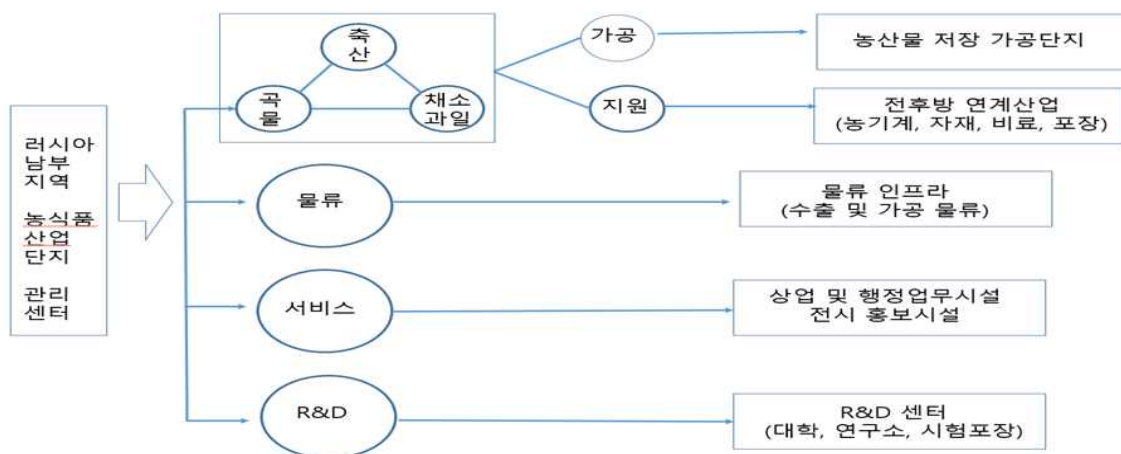 러시아
남부
지역
농식품
산업
단지
관리
센터
축
산
곡
물
채소
과일
가공
농산물 저장 가공단지
지원
전후방 연계산업
(농기계, 자재, 비료, 포장)
물류
물류 인프라
(수출 및 가공 물류)
서비스
상업 및 행정업무시설
전시 홍보시설
R&D
R&D 센터
(대학, 연구소, 시험포장)